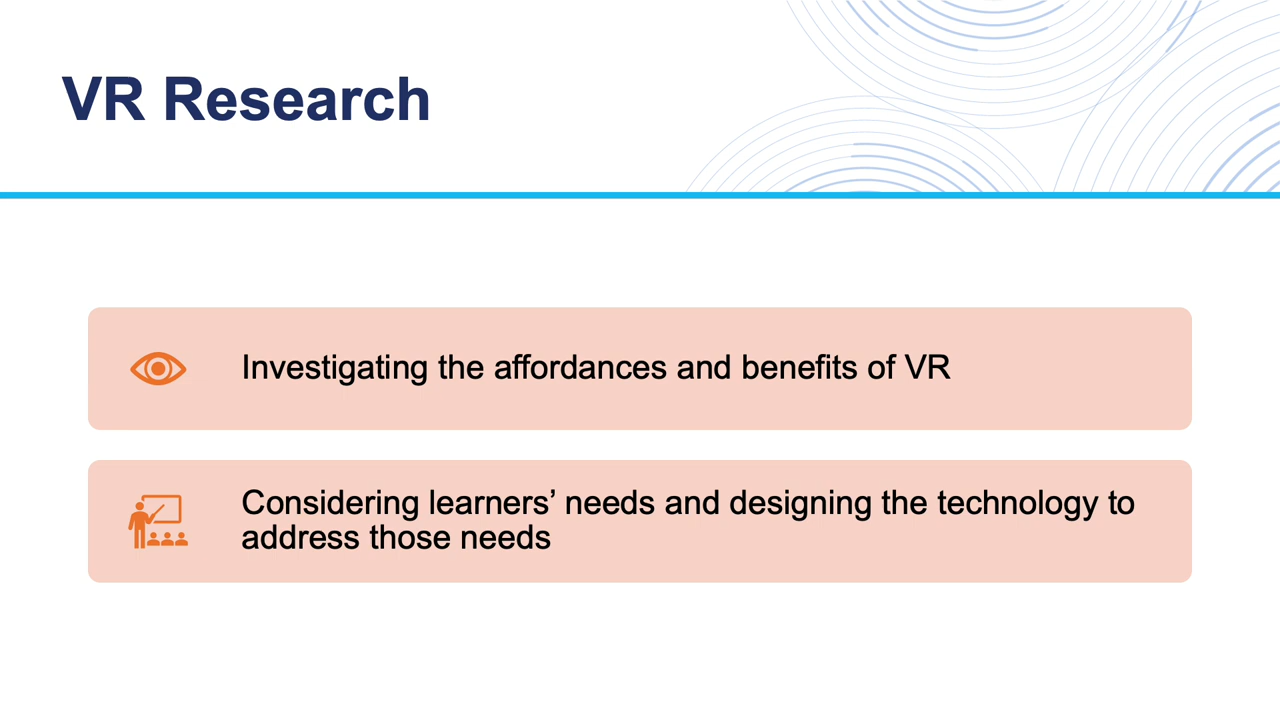 VR Research
Investigating the affordances and benefits of VR
Considering learners’ needs and designing the technology to
address those needs